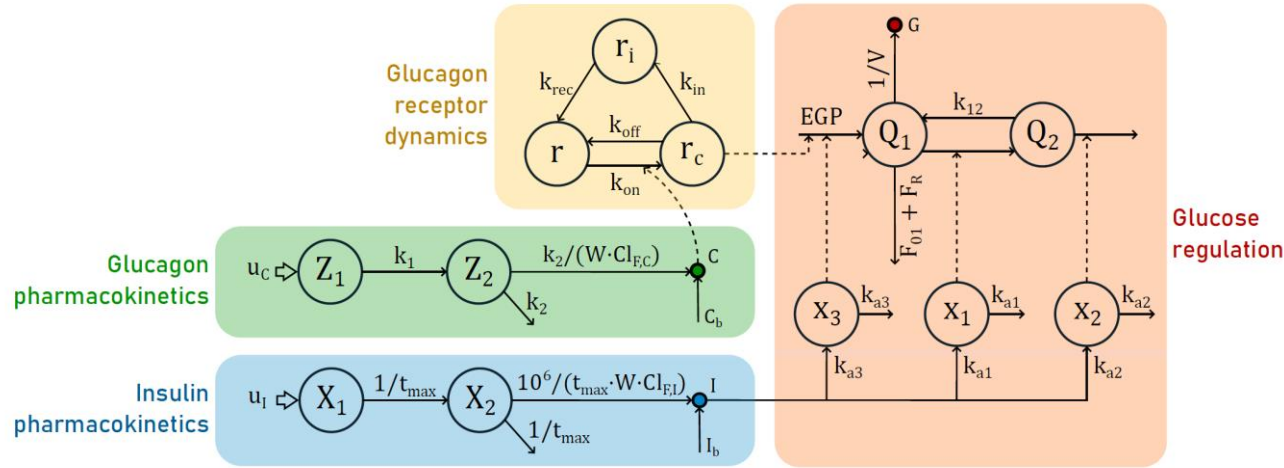 Glucagon
receptor
dynamics
r_i
k_rec
k_in
k_off
r
r_c
k_on
G
1/V
EGP
k_12
Q_1
Q_2
F_01 + F_R
Glucose
regulation
Glucagon
pharmacokinetics
u_C
Z_1
k_1
Z_2
k_2/(W·Cl_F,C)
C
k_2
C_b
x_3
k_a3
x_1
k_a1
x_2
k_a2
k_a3
k_a1
k_a2
Insulin
pharmacokinetics
u_I
X_1
1/t_max
X_2
10^6/(t_max·W·Cl_F,I)
I
1/t_max
I_b